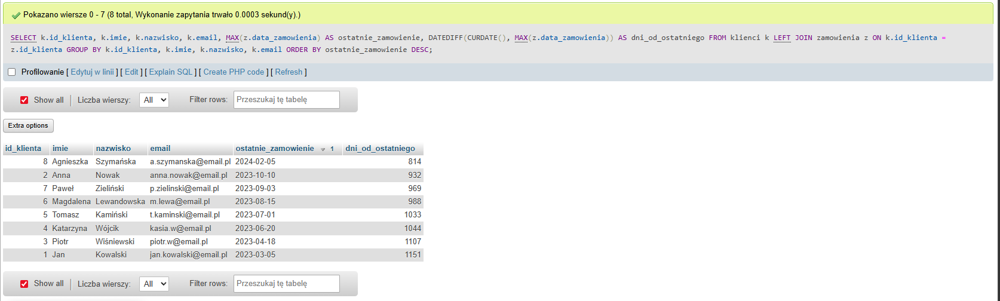 Pokazano wiersze 0 - 7 (8 total, Wykonanie zapytania trwało 0.0003 sekund(y).)
SELECT k.id_klienta, k.imie, k.nazwisko, k.email, MAX(z.data_zamowienia) AS ostatnie_zamowienie, DATEDIFF(CURDATE(), MAX(z.data_zamowienia)) AS dni_od_ostatniego FROM klienci k LEFT JOIN zamowienia z ON k.id_klienta =
z.id_klienta GROUP BY k.id_klienta, k.imie, k.nazwisko, k.email ORDER BY ostatnie_zamowienie DESC;
Profilowanie [ Edytuj w linii ] [ Edit ] [ Explain SQL ] [ Create PHP code ] [ Refresh ]
Show all Liczba wierszy: All Filter rows: Przeszukaj tę tabelę
Extra options
id_klienta imie nazwisko email ostatnie_zamowienie 1 dni_od_ostatniego
8 Agnieszka Szymańska a.szymanska@email.pl 2024-02-05 814
2 Anna Nowak anna.nowak@email.pl 2023-10-10 932
7 Paweł Zieliński p.zielinski@email.pl 2023-09-03 969
6 Magdalena Lewandowska m.lewa@email.pl 2023-08-15 988
5 Tomasz Kamiński t.kaminski@email.pl 2023-07-01 1033
4 Katarzyna Wójcik kasia.w@email.pl 2023-06-20 1044
3 Piotr Wiśniewski piotr.w@email.pl 2023-04-18 1107
1 Jan Kowalski jan.kowalski@email.pl 2023-03-05 1151
Show all Liczba wierszy: All Filter rows: Przeszukaj tę tabelę